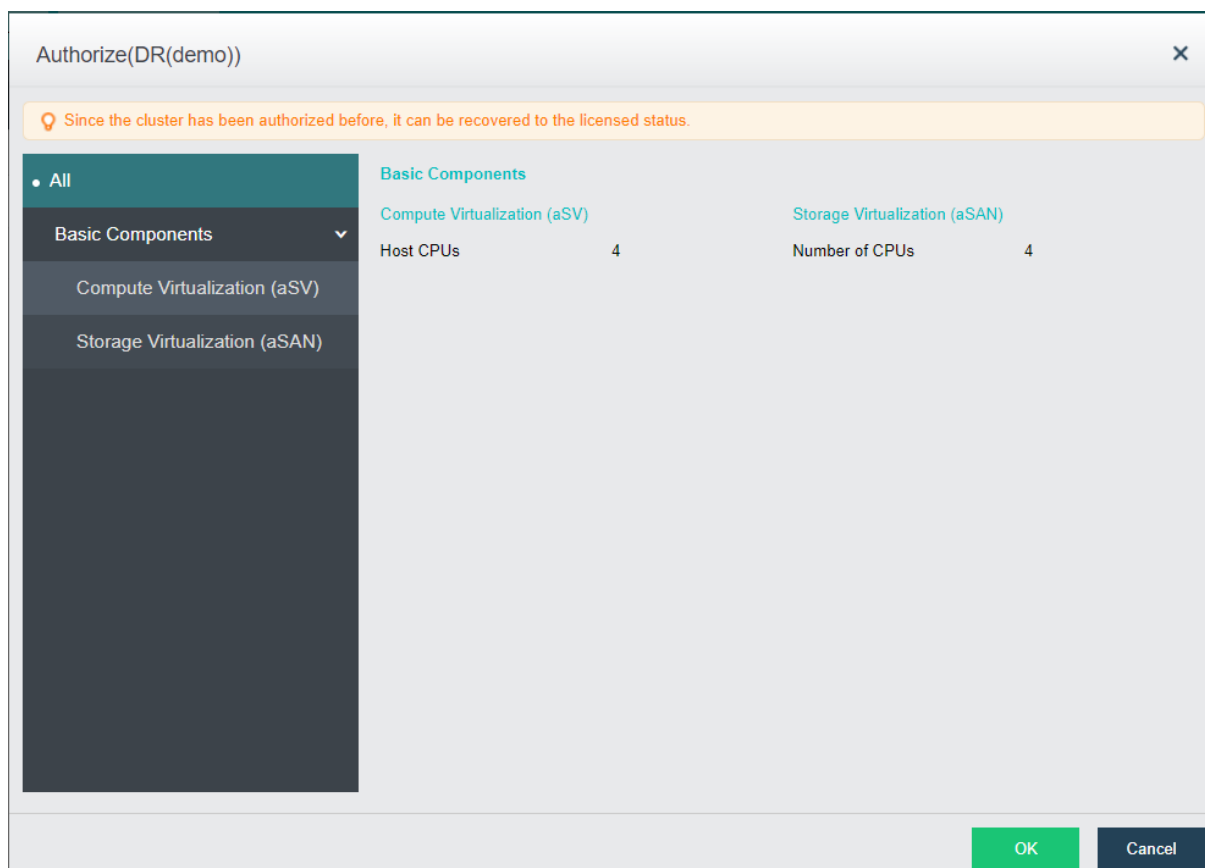 Authorize(DR(demo))
Since the cluster has been authorized before, it can be recovered to the licensed status.
All
Basic Components
Compute Virtualization (aSV)
Storage Virtualization (aSAN)
Basic Components
Compute Virtualization (aSV)
Host CPUs 4
Storage Virtualization (aSAN)
Number of CPUs 4
OK
Cancel